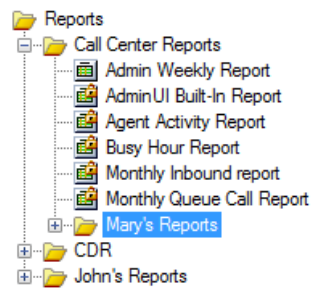 Reports
Call Center Reports
Admin Weekly Report
AdminUI Built-In Report
Agent Activity Report
Busy Hour Report
Monthly Inbound report
Monthly Queue Call Report
Mary's Reports
CDR
John's Reports